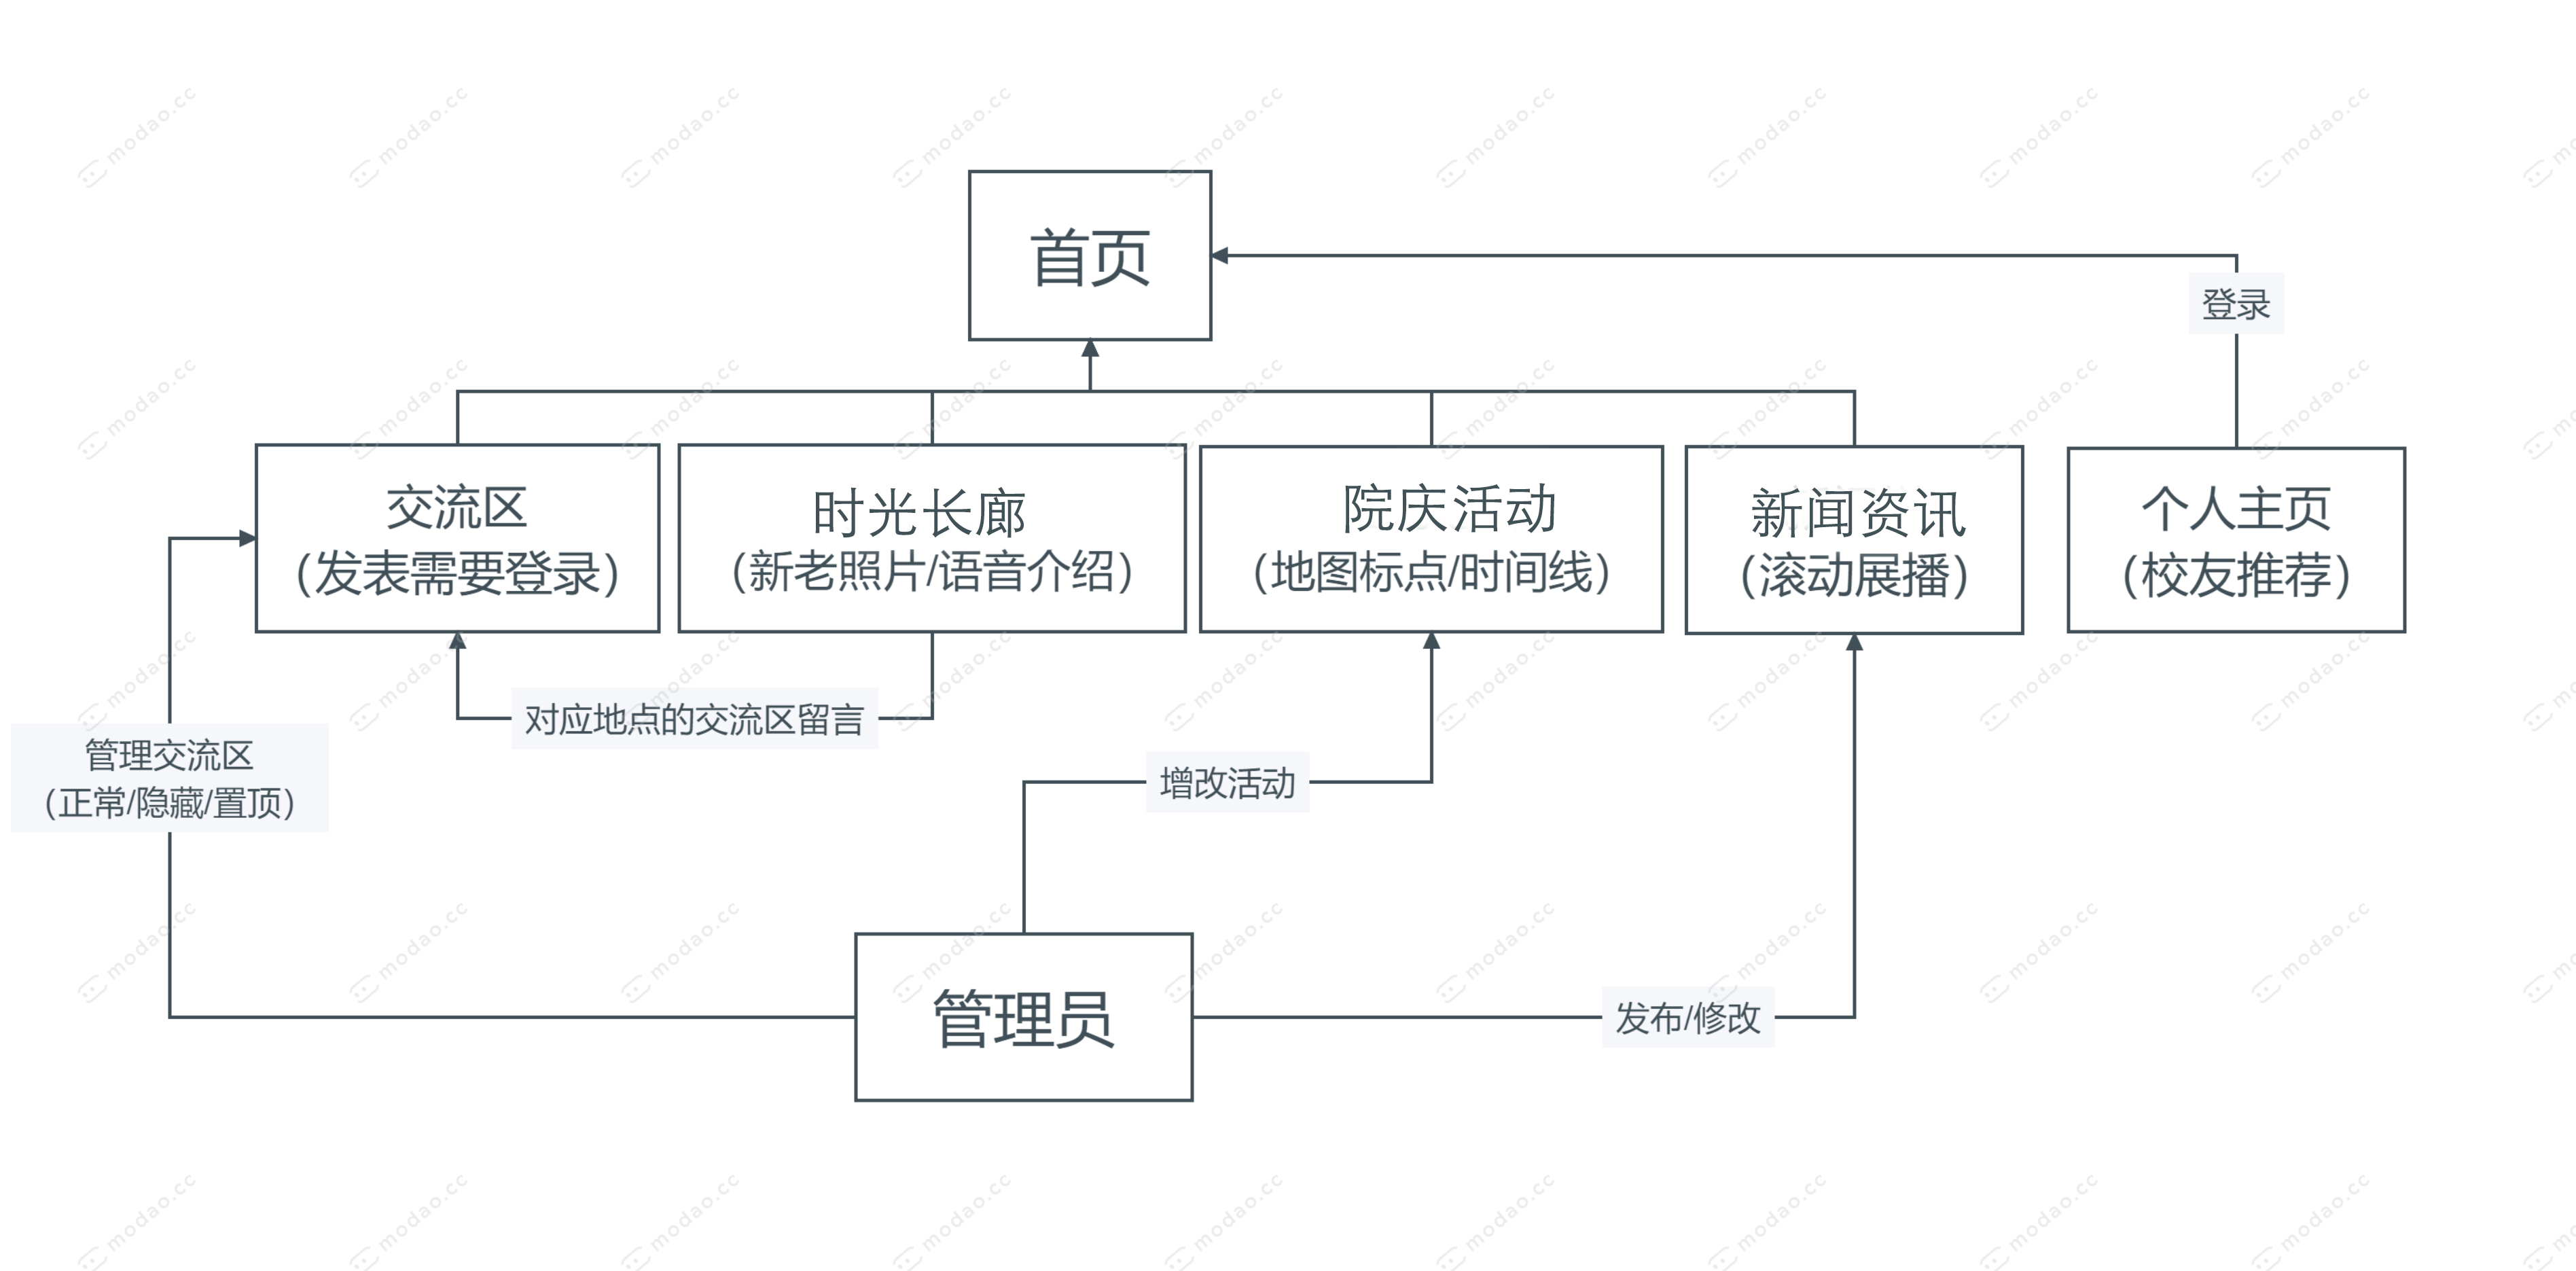 首页
登录
交流区
（发表需要登录）
时光长廊
（新老照片/语音介绍）
院庆活动
（地图标点/时间线）
新闻资讯
（滚动展播）
个人主页
（校友推荐）
对应地点的交流区留言
管理交流区
（正常/隐藏/置顶）
增改活动
管理员
发布/修改
modao.cc